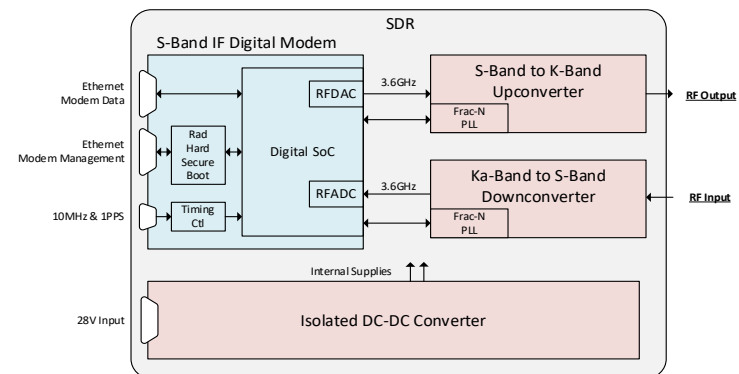 SDR
S-Band IF Digital Modem
Ethernet
Modem Data
Ethernet
Modem Management
10MHz & 1PPS
Rad
Hard
Secure
Boot
Timing
Ctl
Digital SoC
RFDAC
RFADC
3.6GHz
3.6GHz
S-Band to K-Band
Upconverter
Frac-N
PLL
RF Output
Ka-Band to S-Band
Downconverter
Frac-N
PLL
RF Input
Internal Supplies
28V Input
Isolated DC-DC Converter